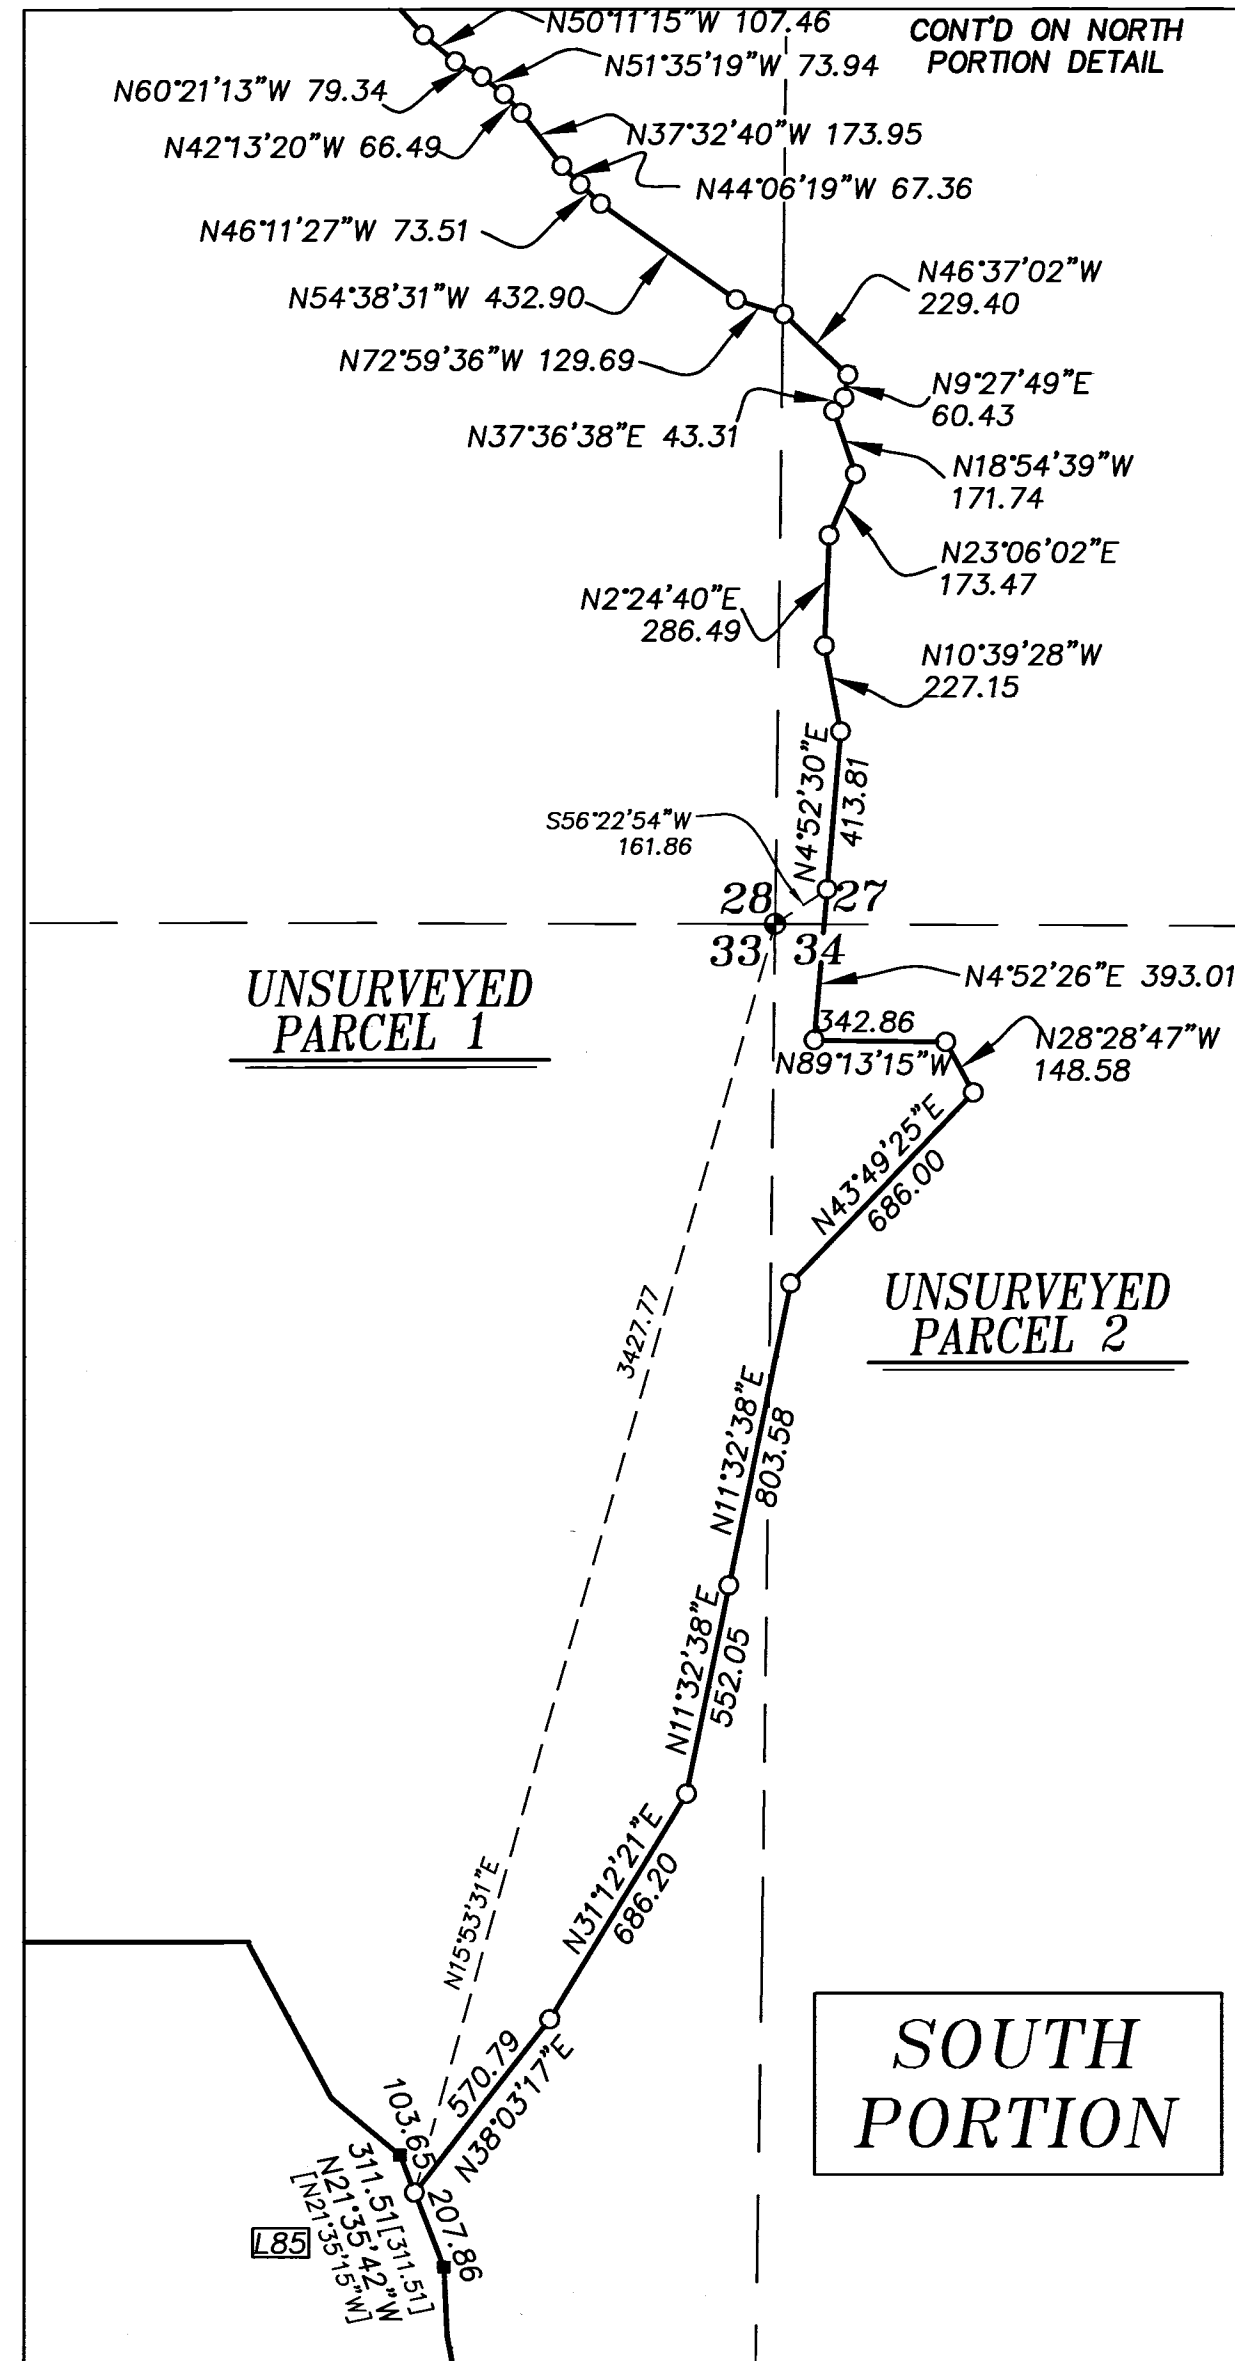 N50°11'15"W 107.46
CONT'D ON NORTH
PORTION DETAIL
N51°35'19"W 73.94
N60°21'13"W 79.34
N37°32'40"W 173.95
N42°13'20"W 66.49
N44°06'19"W 67.36
N46°11'27"W 73.51
N54°38'31"W 432.90
N46°37'02"W
229.40
N72°59'36"W 129.69
N9°27'49"E
60.43
N37°36'38"E 43.31
N18°54'39"W
171.74
N23°06'02"E
173.47
N2°24'40"E
286.49
N10°39'28"W
227.15
N4°52'30"E
413.81
S56°22'54"W
161.86
28
27
33
34
N4°52'26"E 393.01
UNSURVEYED
PARCEL 1
342.86
N89°13'15"W
N28°28'47"W
148.58
N43°49'25"E
686.00
UNSURVEYED
PARCEL 2
3427.77
N11°32'38"E
803.58
N11°32'38"E
552.05
N31°12'21"E
686.20
N15°53'31"E
570.79
N38°03'17"E
SOUTH
PORTION
103.65
207.86
311.51[311.51]
N21°35'42"W
[N21°35'15"W]
L85